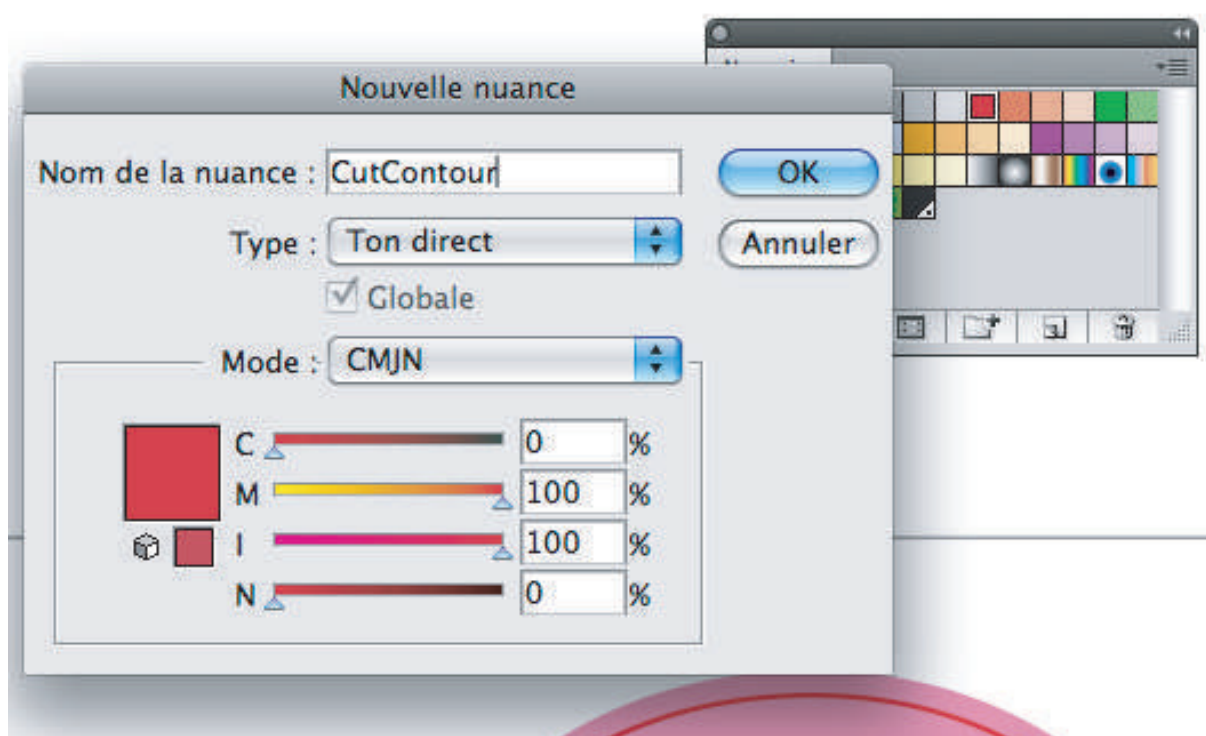 Nouvelle nuance
Nom de la nuance : CutContour
OK
Type : Ton direct
Annuler
Globale
Mode : CMJN
C 0 %
M 100 %
I 100 %
N 0 %